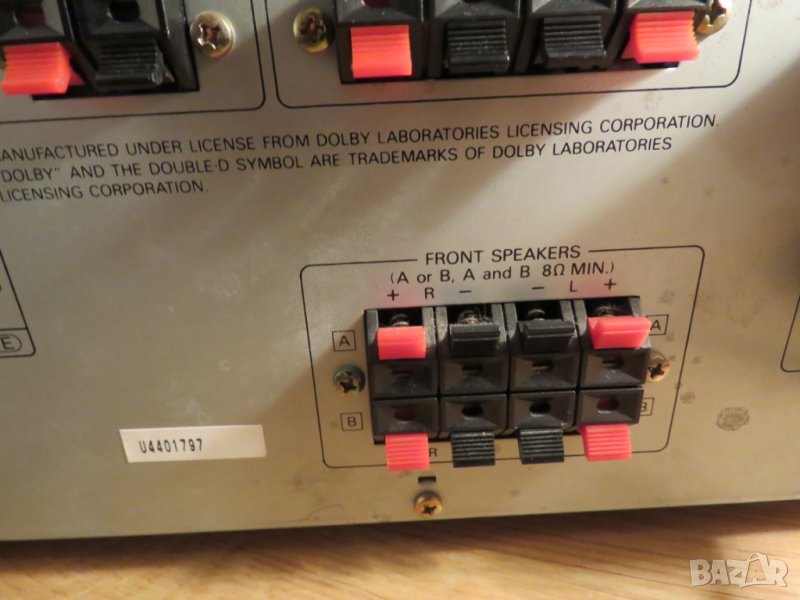 MANUFACTURED UNDER LICENSE FROM DOLBY LABORATORIES LICENSING CORPORATION.
"DOLBY" AND THE DOUBLE-D SYMBOL ARE TRADEMARKS OF DOLBY LABORATORIES
LICENSING CORPORATION.
FRONT SPEAKERS
(A or B, A and B 8Ω MIN.)
+ R − − L +
A A
B B
R
E
U4401797
BAZAR